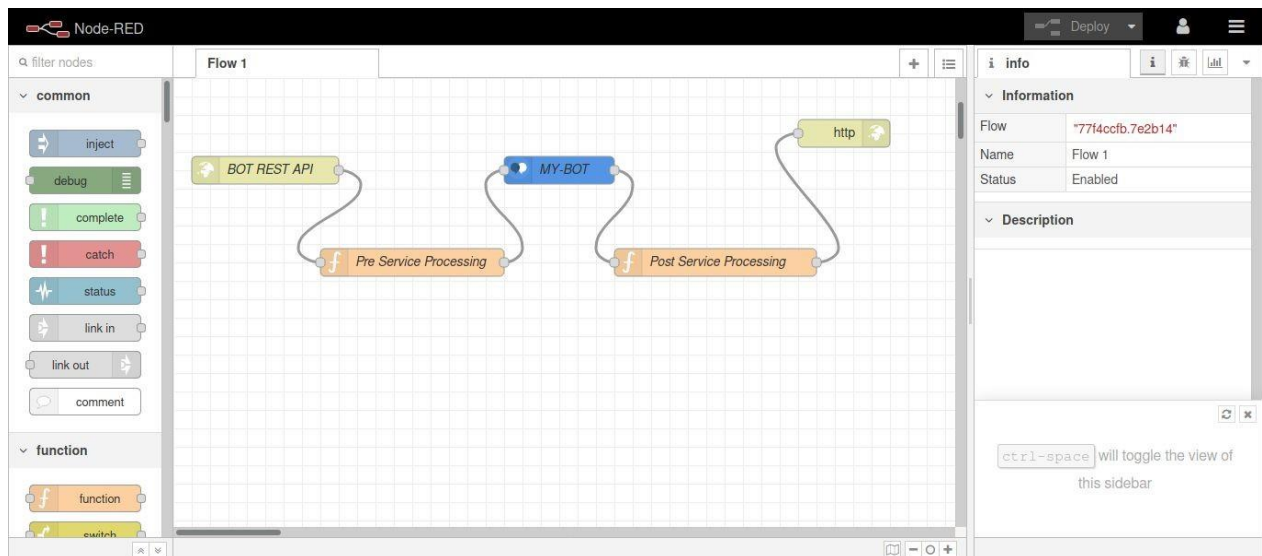 Node-RED
Deploy
filter nodes
Flow 1
i info
i
common
Information
inject
Flow "77f4ccfb.7e2b14"
http
debug
BOT REST API
MY-BOT
Name Flow 1
Status Enabled
complete
Description
catch
Pre Service Processing
Post Service Processing
status
link in
link out
comment
function
ctrl-space will toggle the view of
this sidebar
function
switch